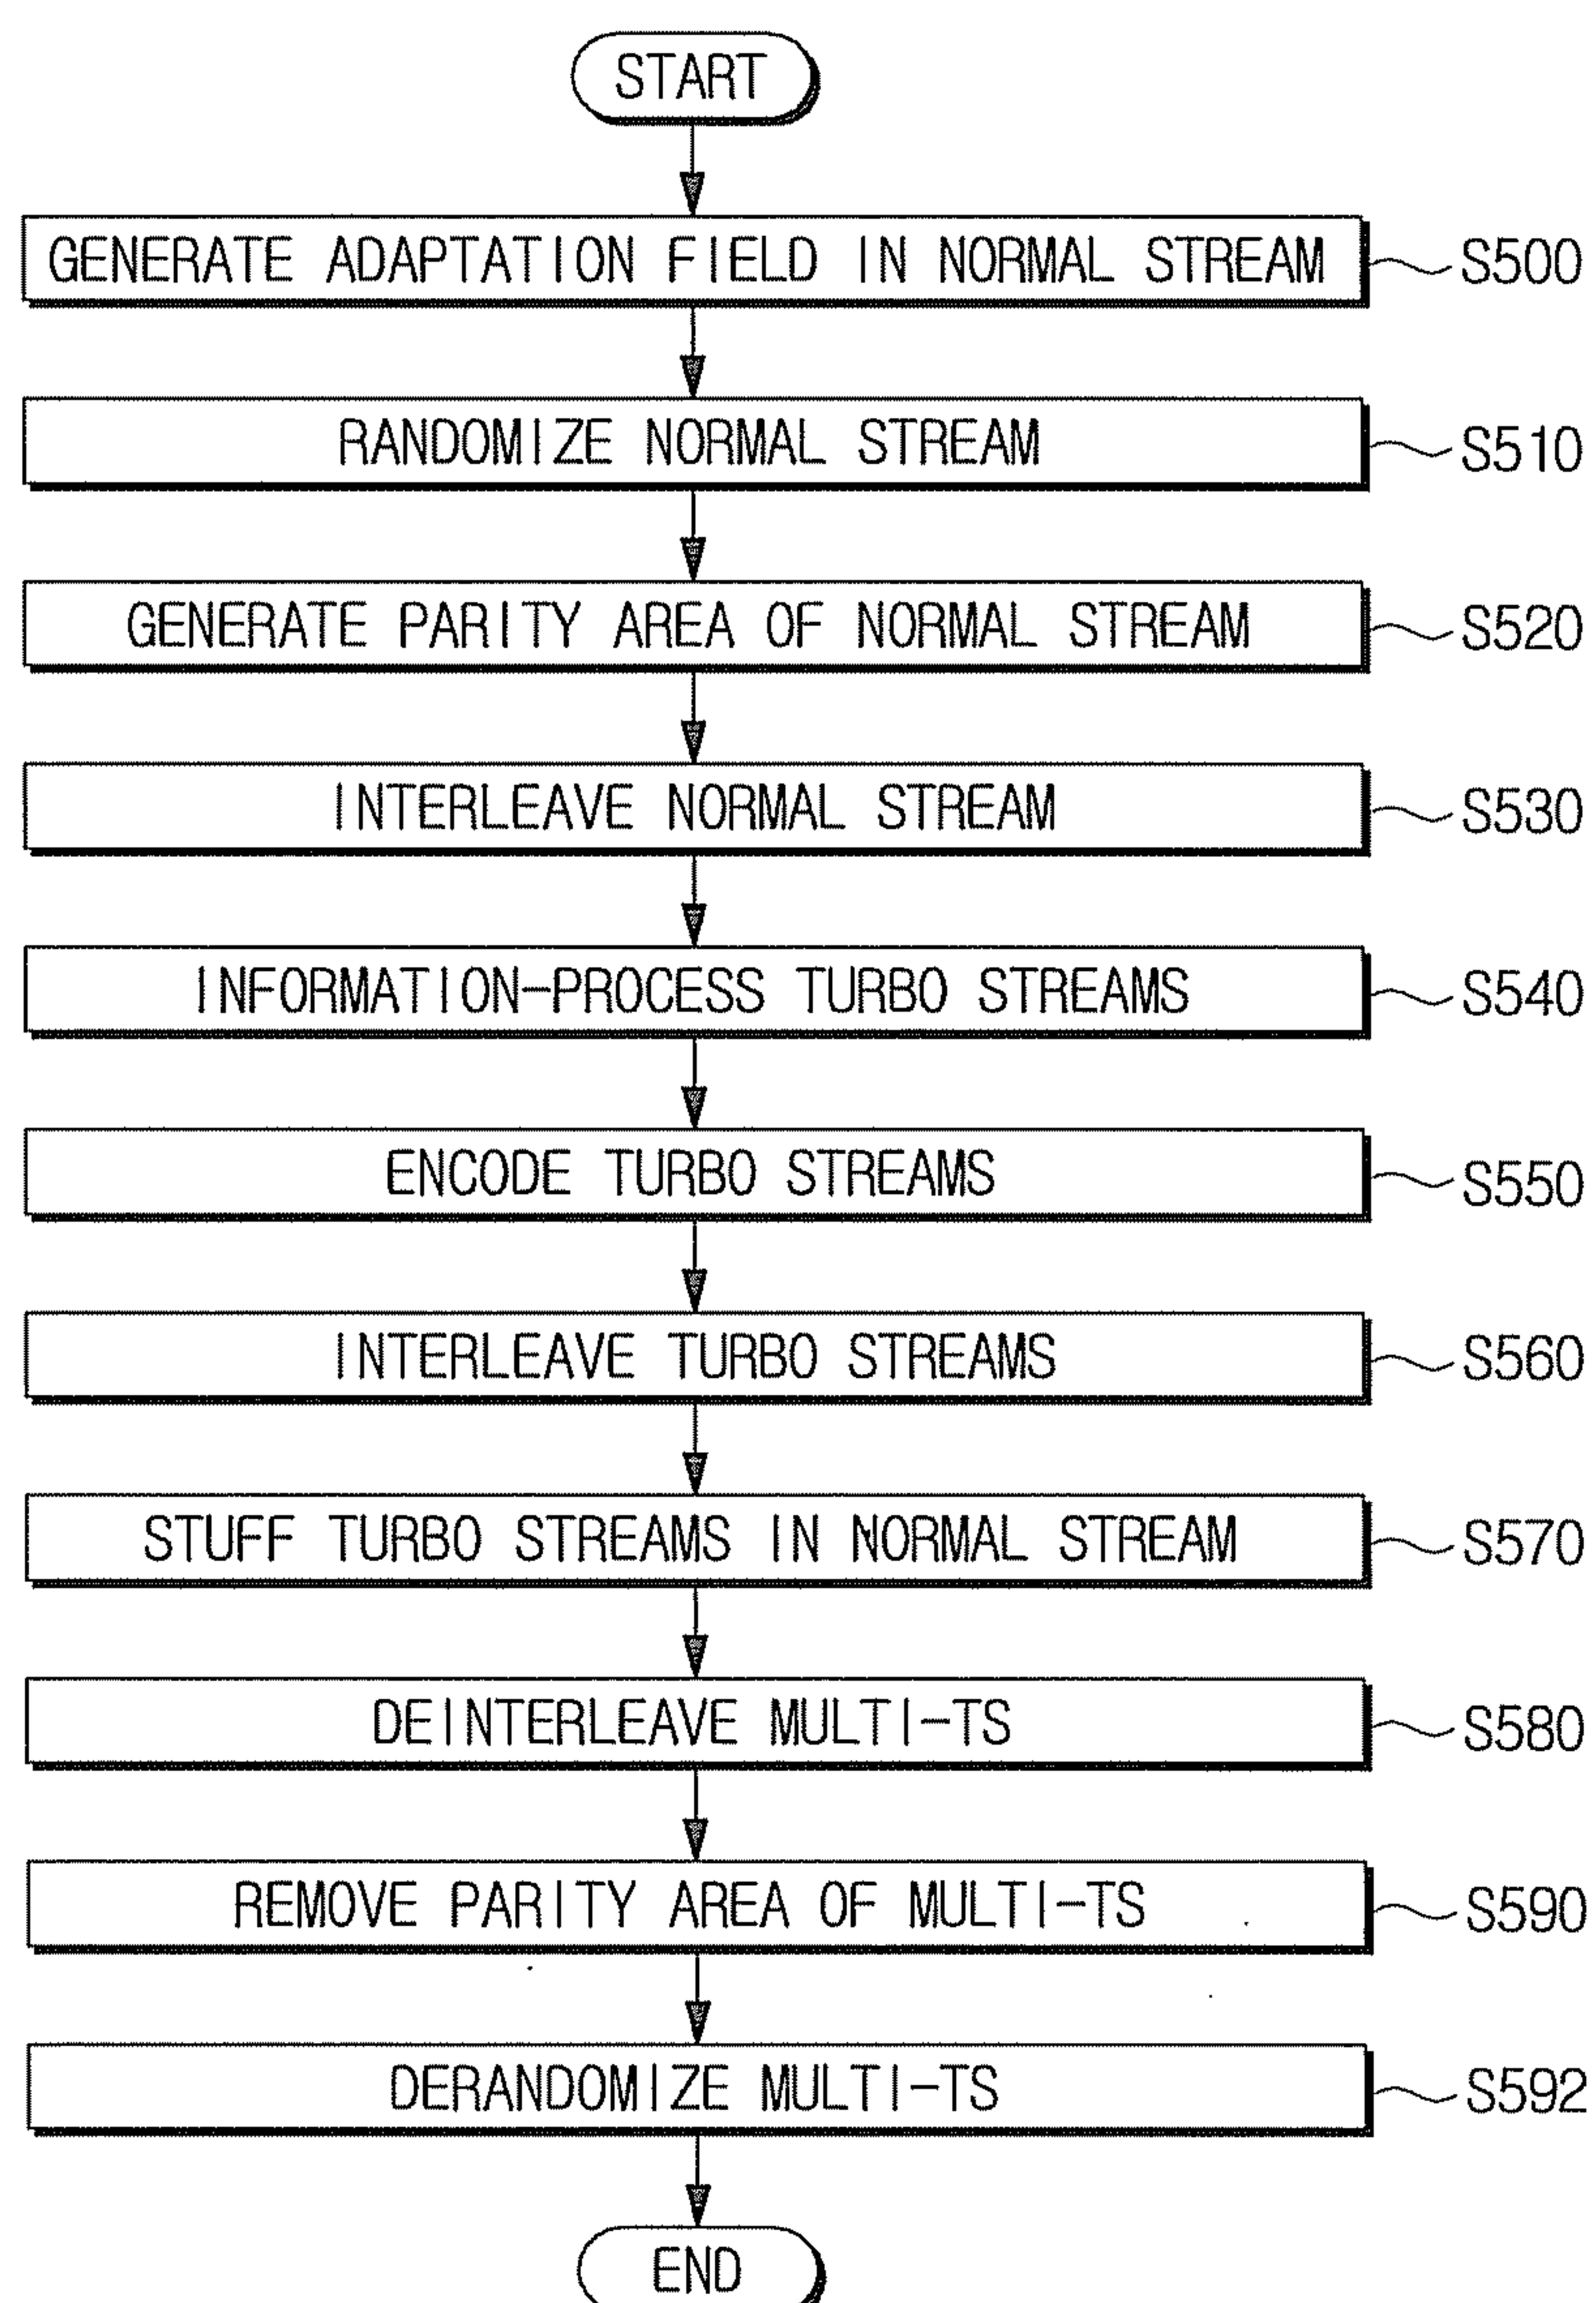 START
GENERATE ADAPTATION FIELD IN NORMAL STREAM S500
RANDOMIZE NORMAL STREAM S510
GENERATE PARITY AREA OF NORMAL STREAM S520
INTERLEAVE NORMAL STREAM S530
INFORMATION-PROCESS TURBO STREAMS S540
ENCODE TURBO STREAMS S550
INTERLEAVE TURBO STREAMS S560
STUFF TURBO STREAMS IN NORMAL STREAM S570
DEINTERLEAVE MULTI-TS S580
REMOVE PARITY AREA OF MULTI-TS S590
DERANDOMIZE MULTI-TS S592
END